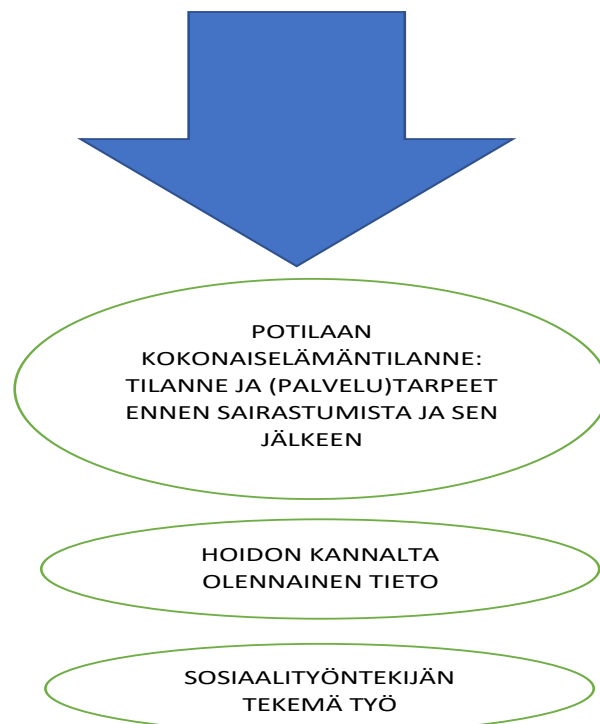 POTILAAN
KOKONAISELÄMÄNTILANNE:
TILANNE JA (PALVELU)TARPEET
ENNEN SAIRASTUMISTA JA SEN
JÄLKEEN
HOIDON KANNALTA
OLENNAINEN TIETO
SOSIAALITYÖNTEKIJÄN
TEKEMÄ TYÖ